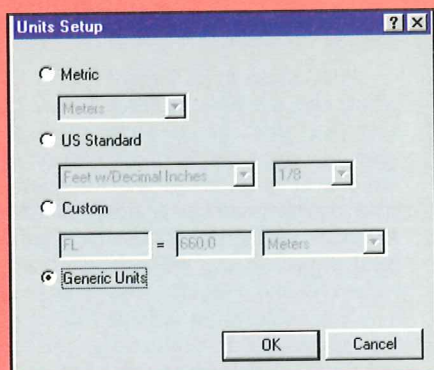 Units Setup
Metric
Meters
US Standard
Feet w/Decimal Inches 1/8
Custom
FL = 660,0 Meters
Generic Units
OK Cancel